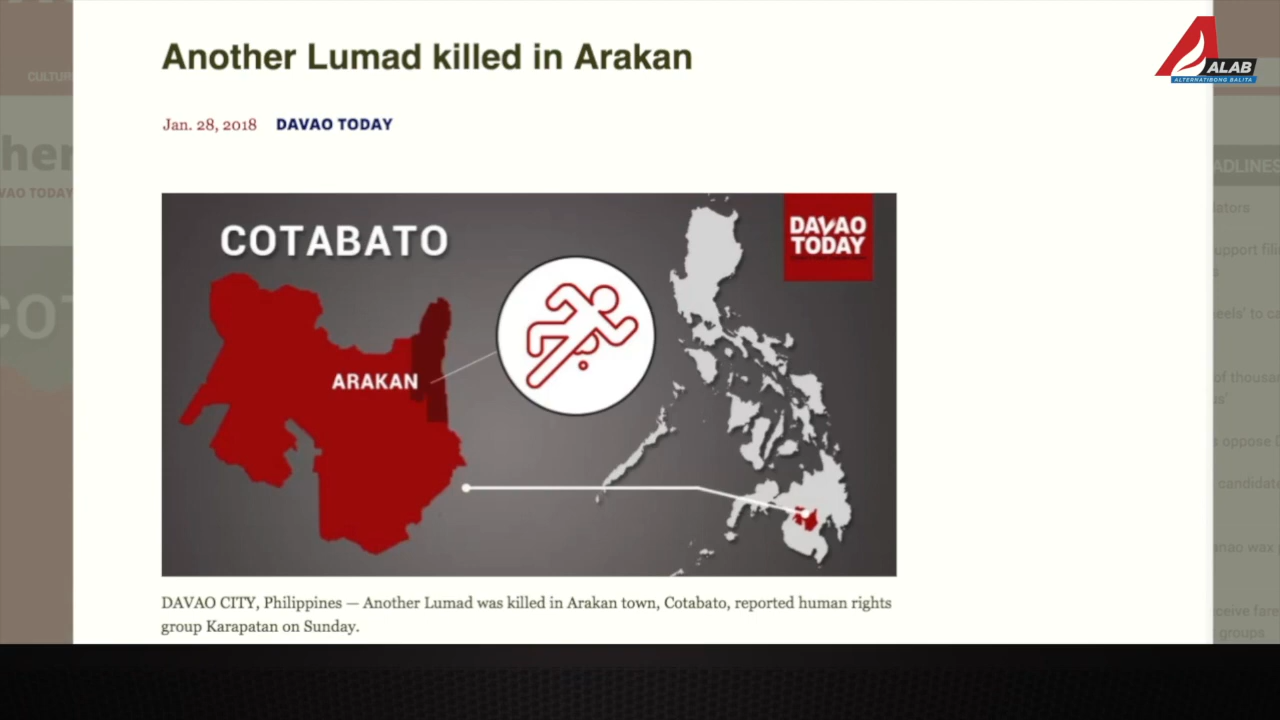 Another Lumad killed in Arakan
ALAB
ALTERNATIBONG BALITA
Jan. 28, 2018 DAVAO TODAY
COTABATO
DAVAO
TODAY
ARAKAN
DAVAO CITY, Philippines — Another Lumad was killed in Arakan town, Cotabato, reported human rights
group Karapatan on Sunday.